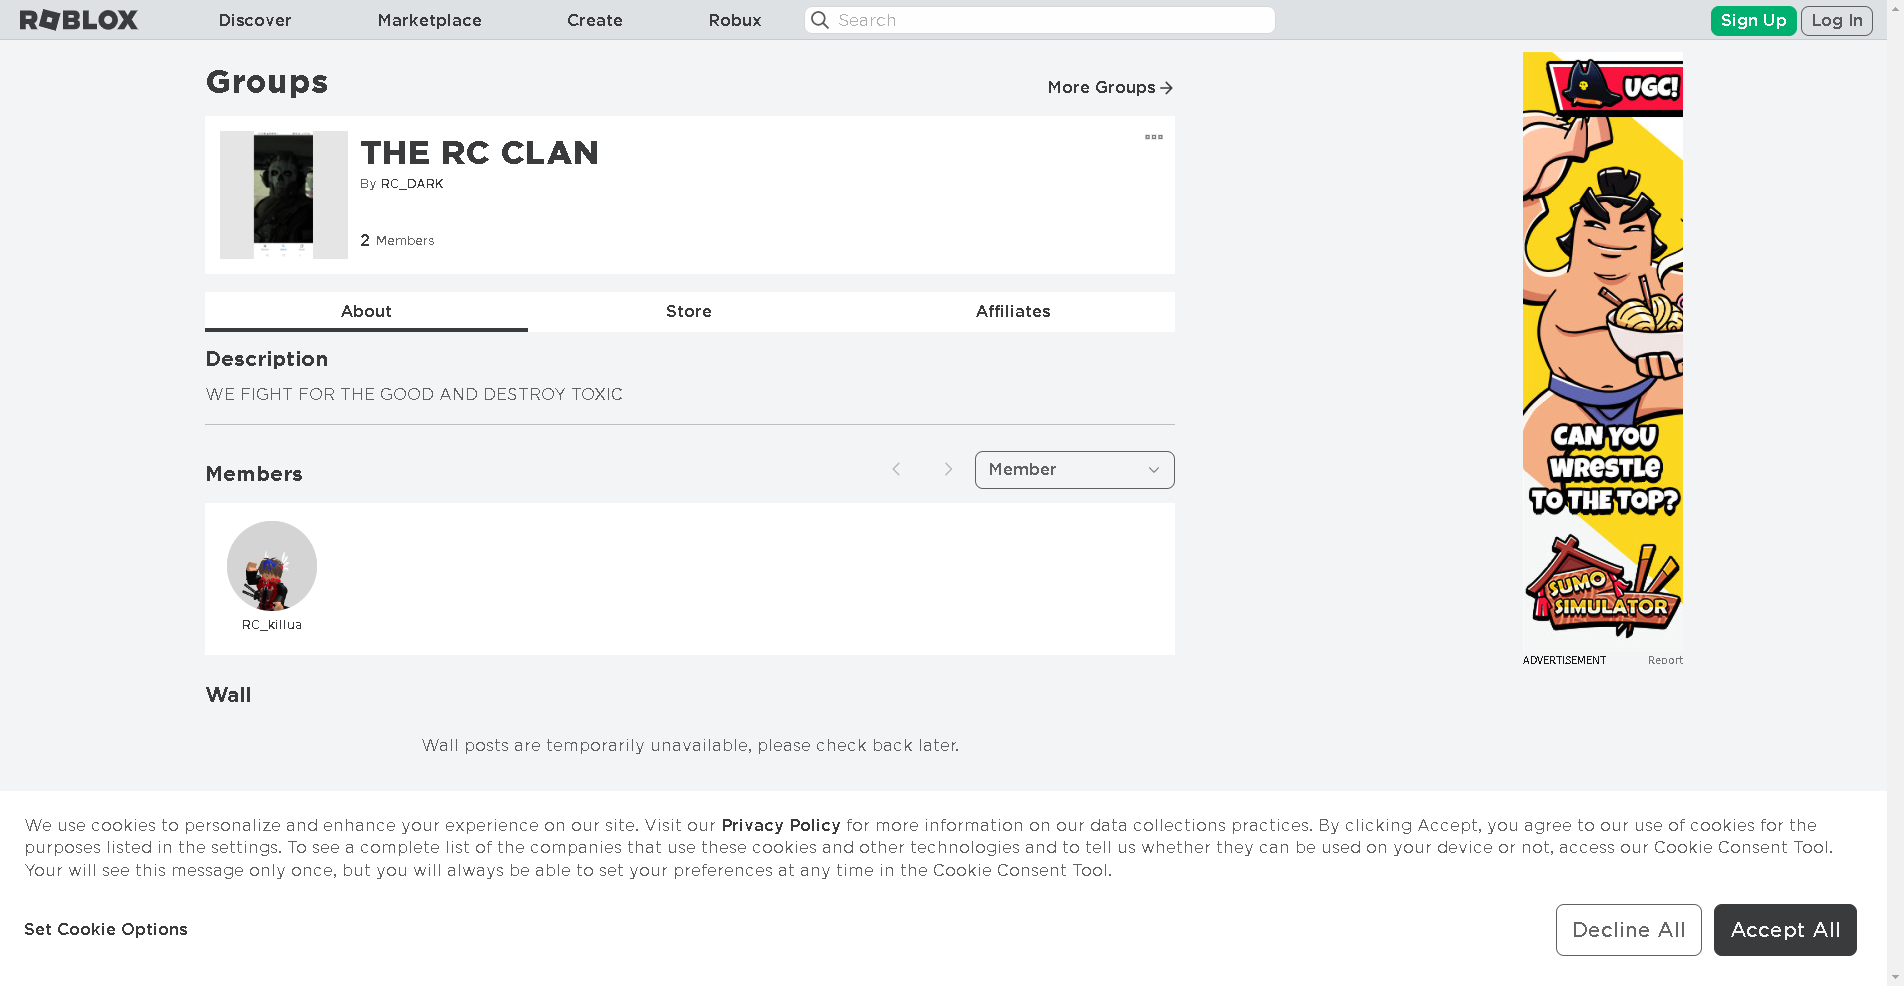 ROBLOX
Discover
Marketplace
Create
Robux
Search
Sign Up
Log In
Groups
More Groups
THE RC CLAN
By RC_DARK
2 Members
About
Store
Affiliates
Description
WE FIGHT FOR THE GOOD AND DESTROY TOXIC
Members
Member
RC_killua
Wall
Wall posts are temporarily unavailable, please check back later.
UGC!
CAN YOU
WRESTLE
TO THE TOP?
SUMO
SIMULATOR
ADVERTISEMENT
Report
We use cookies to personalize and enhance your experience on our site. Visit our Privacy Policy for more information on our data collections practices. By clicking Accept, you agree to our use of cookies for the
purposes listed in the settings. To see a complete list of the companies that use these cookies and other technologies and to tell us whether they can be used on your device or not, access our Cookie Consent Tool.
Your will see this message only once, but you will always be able to set your preferences at any time in the Cookie Consent Tool.
Set Cookie Options
Decline All
Accept All